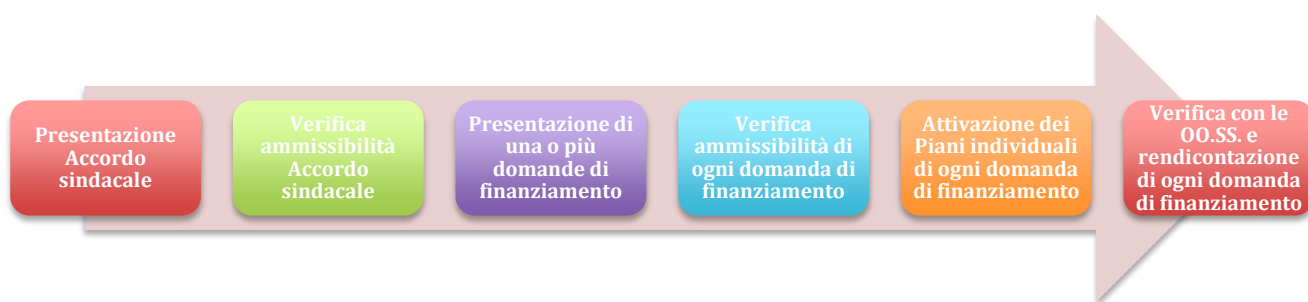 Presentazione
Accordo
sindacale
Verifica
ammissibilità
Accordo
sindacale
Presentazione di
una o più
domande di
finanziamento
Verifica
ammissibilità di
ogni domanda di
finanziamento
Attivazione dei
Piani individuali
di ogni domanda
di finanziamento
Verifica con le
OO.SS. e
rendicontazione
di ogni domanda
di finanziamento